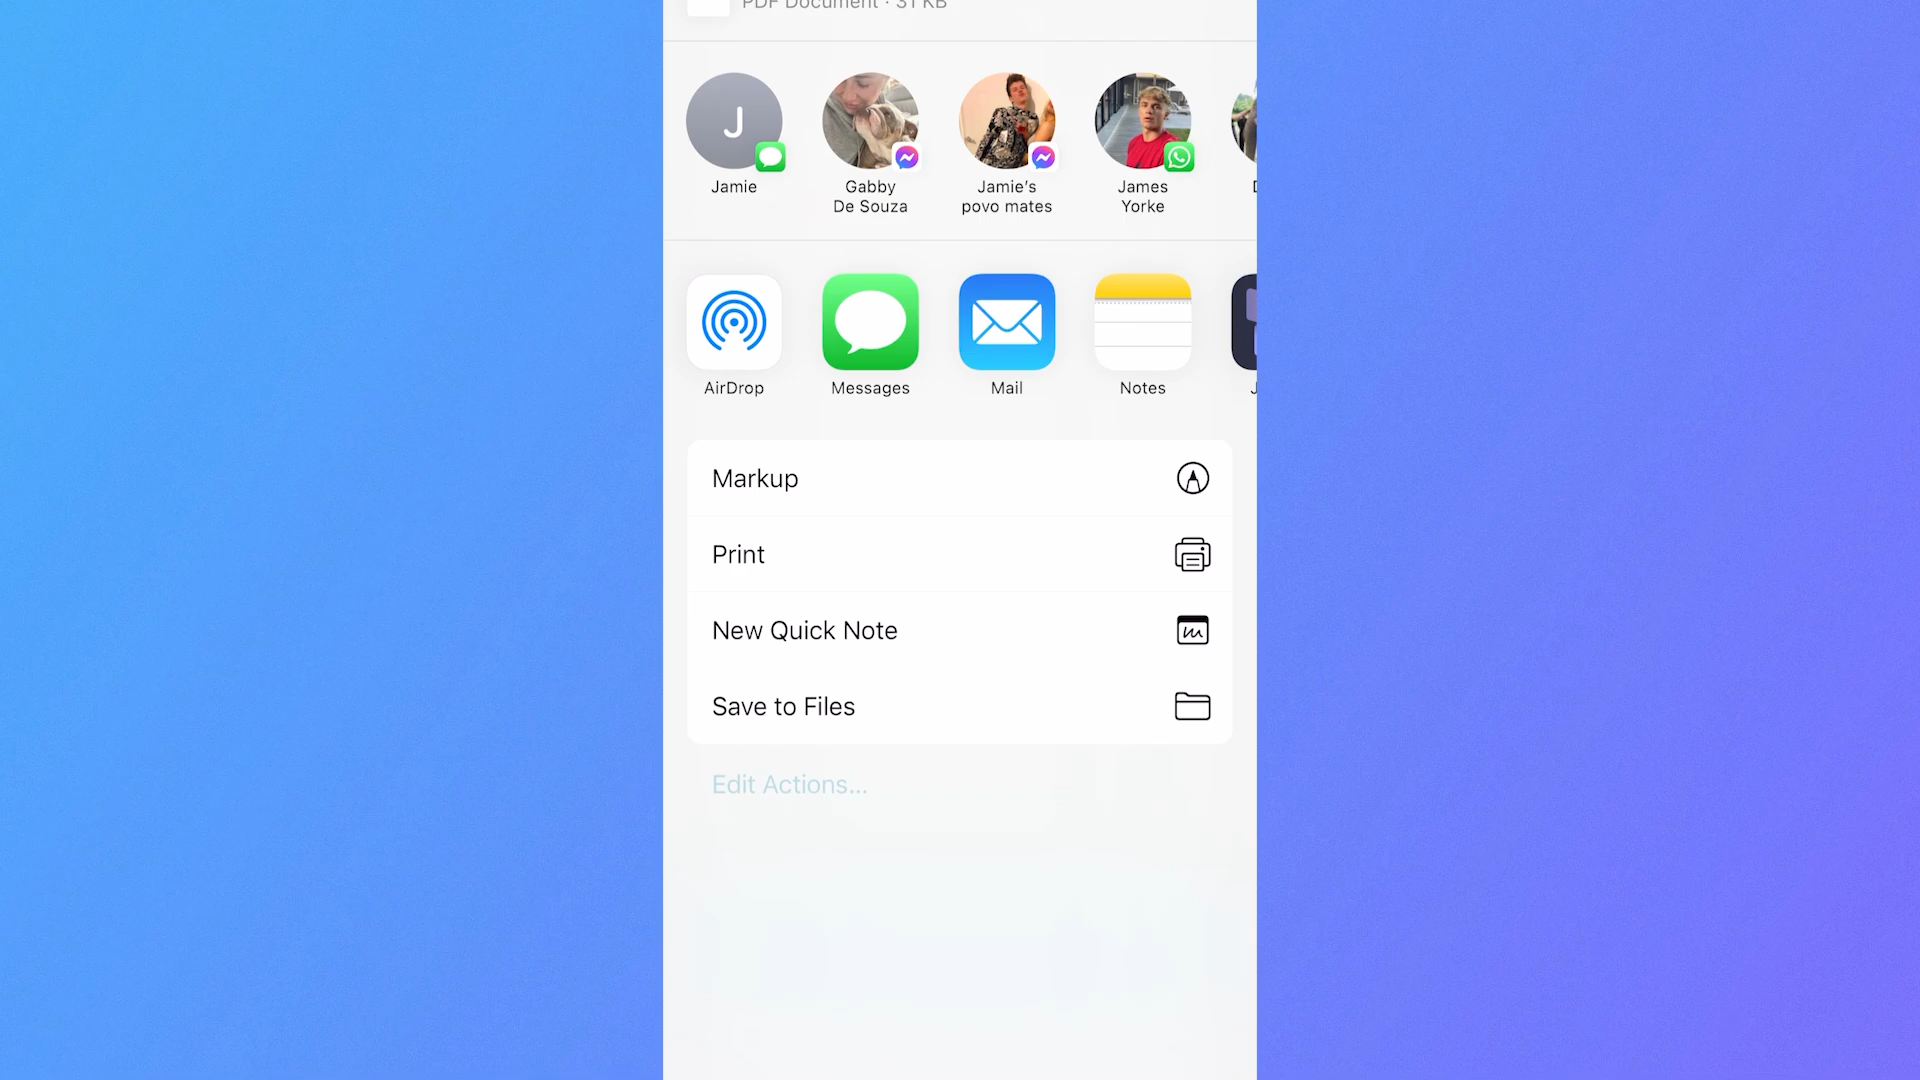 PDF Document · 31 KB
J
Jamie
Gabby
De Souza
Jamie's
povo mates
James
Yorke
AirDrop
Messages
Mail
Notes
Markup
Print
New Quick Note
Save to Files
Edit Actions...